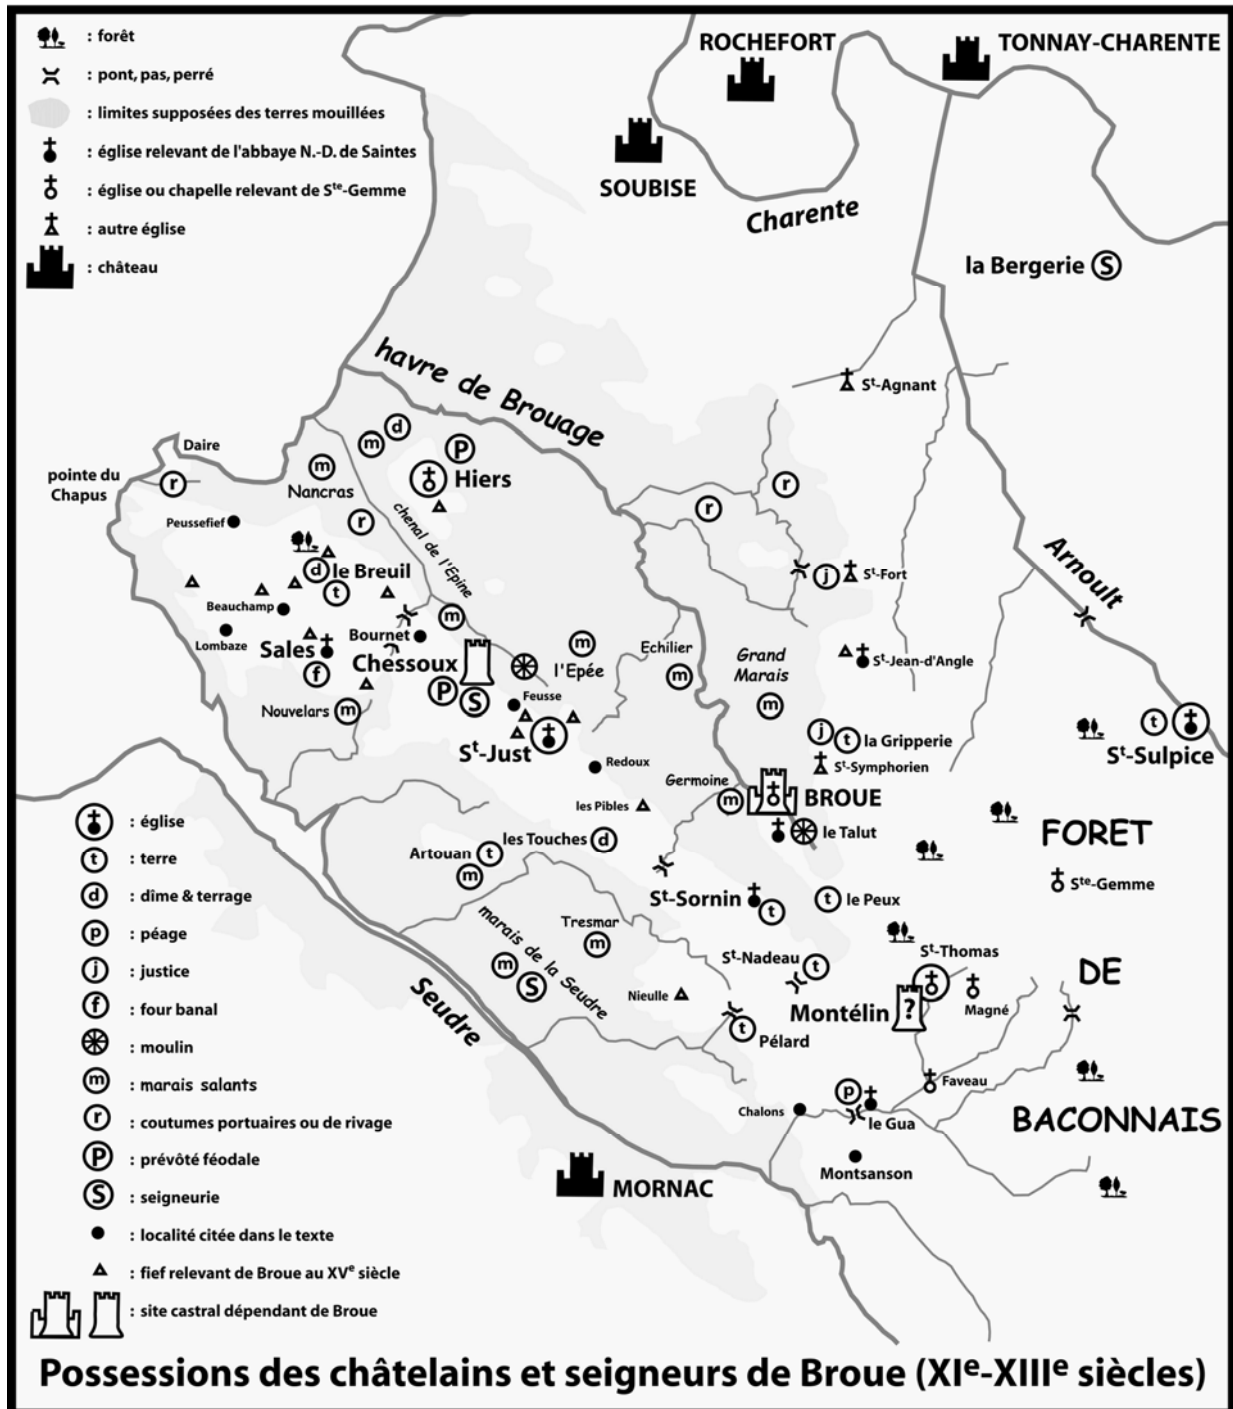 : forêt
: pont, pas, perré
: limites supposées des terres mouillées
: église relevant de l'abbaye N.-D. de Saintes
: église ou chapelle relevant de Ste-Gemme
: autre église
: château
ROCHEFORT
TONNAY-CHARENTE
SOUBISE
Charente
la Bergerie S
havre de Brouage
St-Agnant
Daire
pointe du
Chapus
r
m
d
P
Hiers
m
Nancras
r
chenal de l'Epine
Peussefief
r
r
Arnoult
d
le Breuil
t
j
St-Fort
Beauchamp
Lombaze
Bournet
m
Sales
f
Chessoux
P
S
m
l'Epée
Echilier
m
Grand
Marais
m
St-Jean-d'Angle
Nouvelars m
Feusse
St-Just
j
t
la Gripperie
St-Symphorien
t
St-Sulpice
Redoux
Germoine
m
BROUE
les Pibles
le Talut
FORET
les Touches d
Artouan t
m
Ste-Gemme
St-Sornin
t
t le Peux
marais de la Seudre
Tresmar
m
St-Thomas
m
S
St-Nadeau
t
DE
Nieulle
Montélin
?
Magné
Seudre
t
Pélard
Faveau
p
Chalons
le Gua
BACONNAIS
Montsanson
MORNAC
: église
t : terre
d : dîme & terrage
p : péage
j : justice
f : four banal
: moulin
m : marais salants
r : coutumes portuaires ou de rivage
P : prévôté féodale
S : seigneurie
: localité citée dans le texte
: fief relevant de Broue au XVe siècle
: site castral dépendant de Broue
Possessions des châtelains et seigneurs de Broue (XIe-XIIIe siècles)